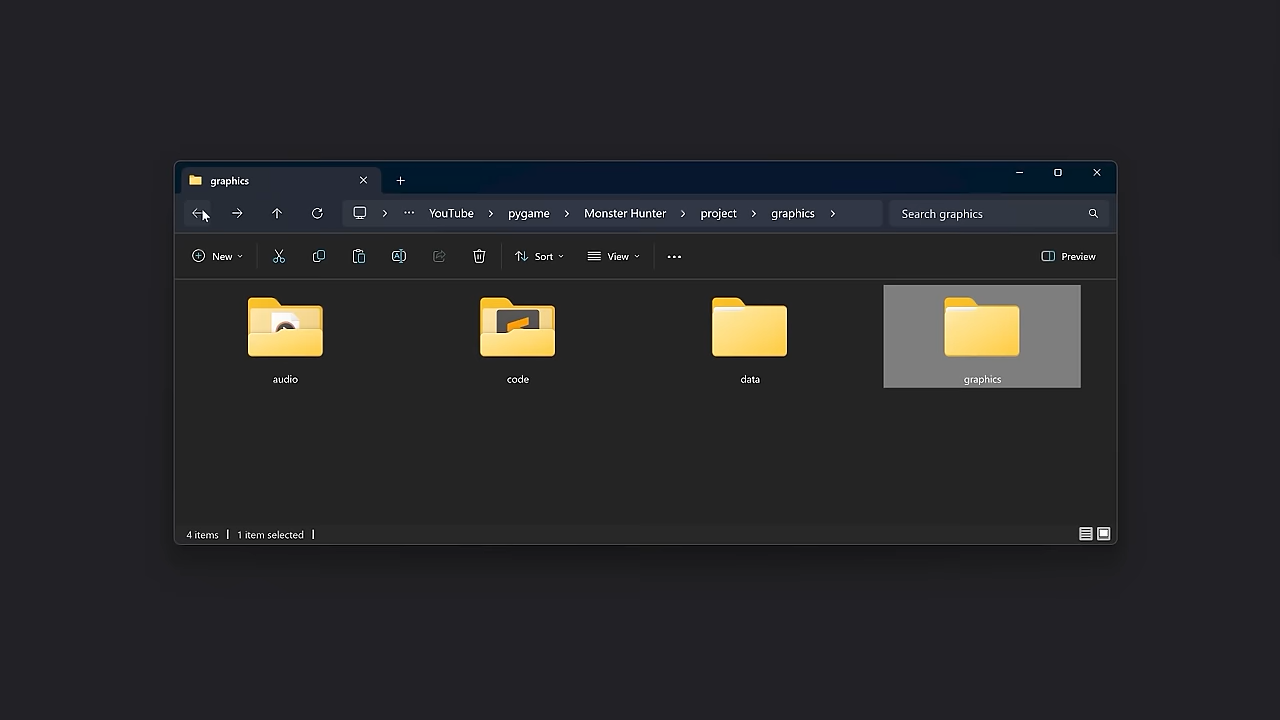 graphics
YouTube pygame Monster Hunter project graphics
Search graphics
New
Sort
View
Preview
audio
code
data
graphics
4 items
1 item selected